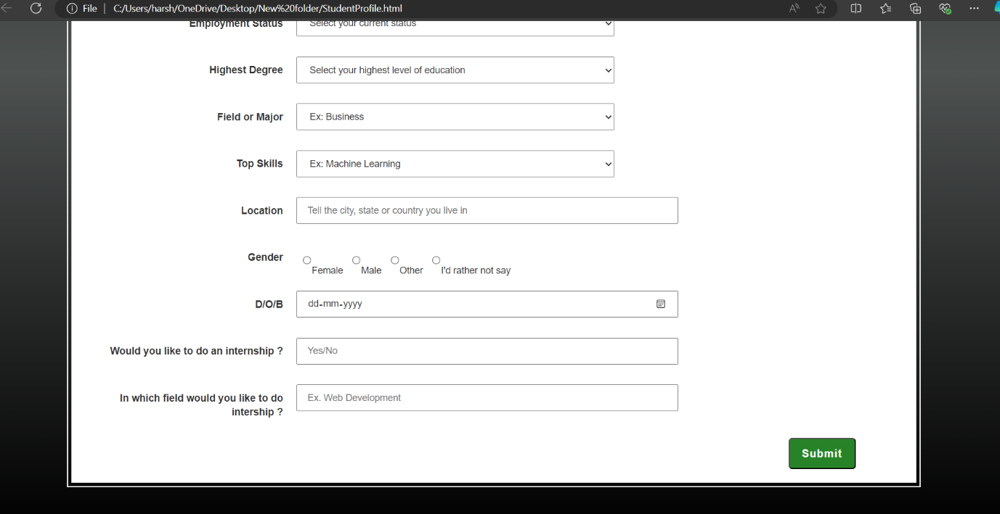 File C:/Users/harsh/OneDrive/Desktop/New%20folder/StudentProfile.html
Employment Status Select your current status
Highest Degree Select your highest level of education
Field or Major Ex: Business
Top Skills Ex: Machine Learning
Location Tell the city, state or country you live in
Gender
Female Male Other I'd rather not say
D/O/B dd-mm-yyyy
Would you like to do an internship ? Yes/No
In which field would you like to do Ex. Web Development
intership ?
Submit